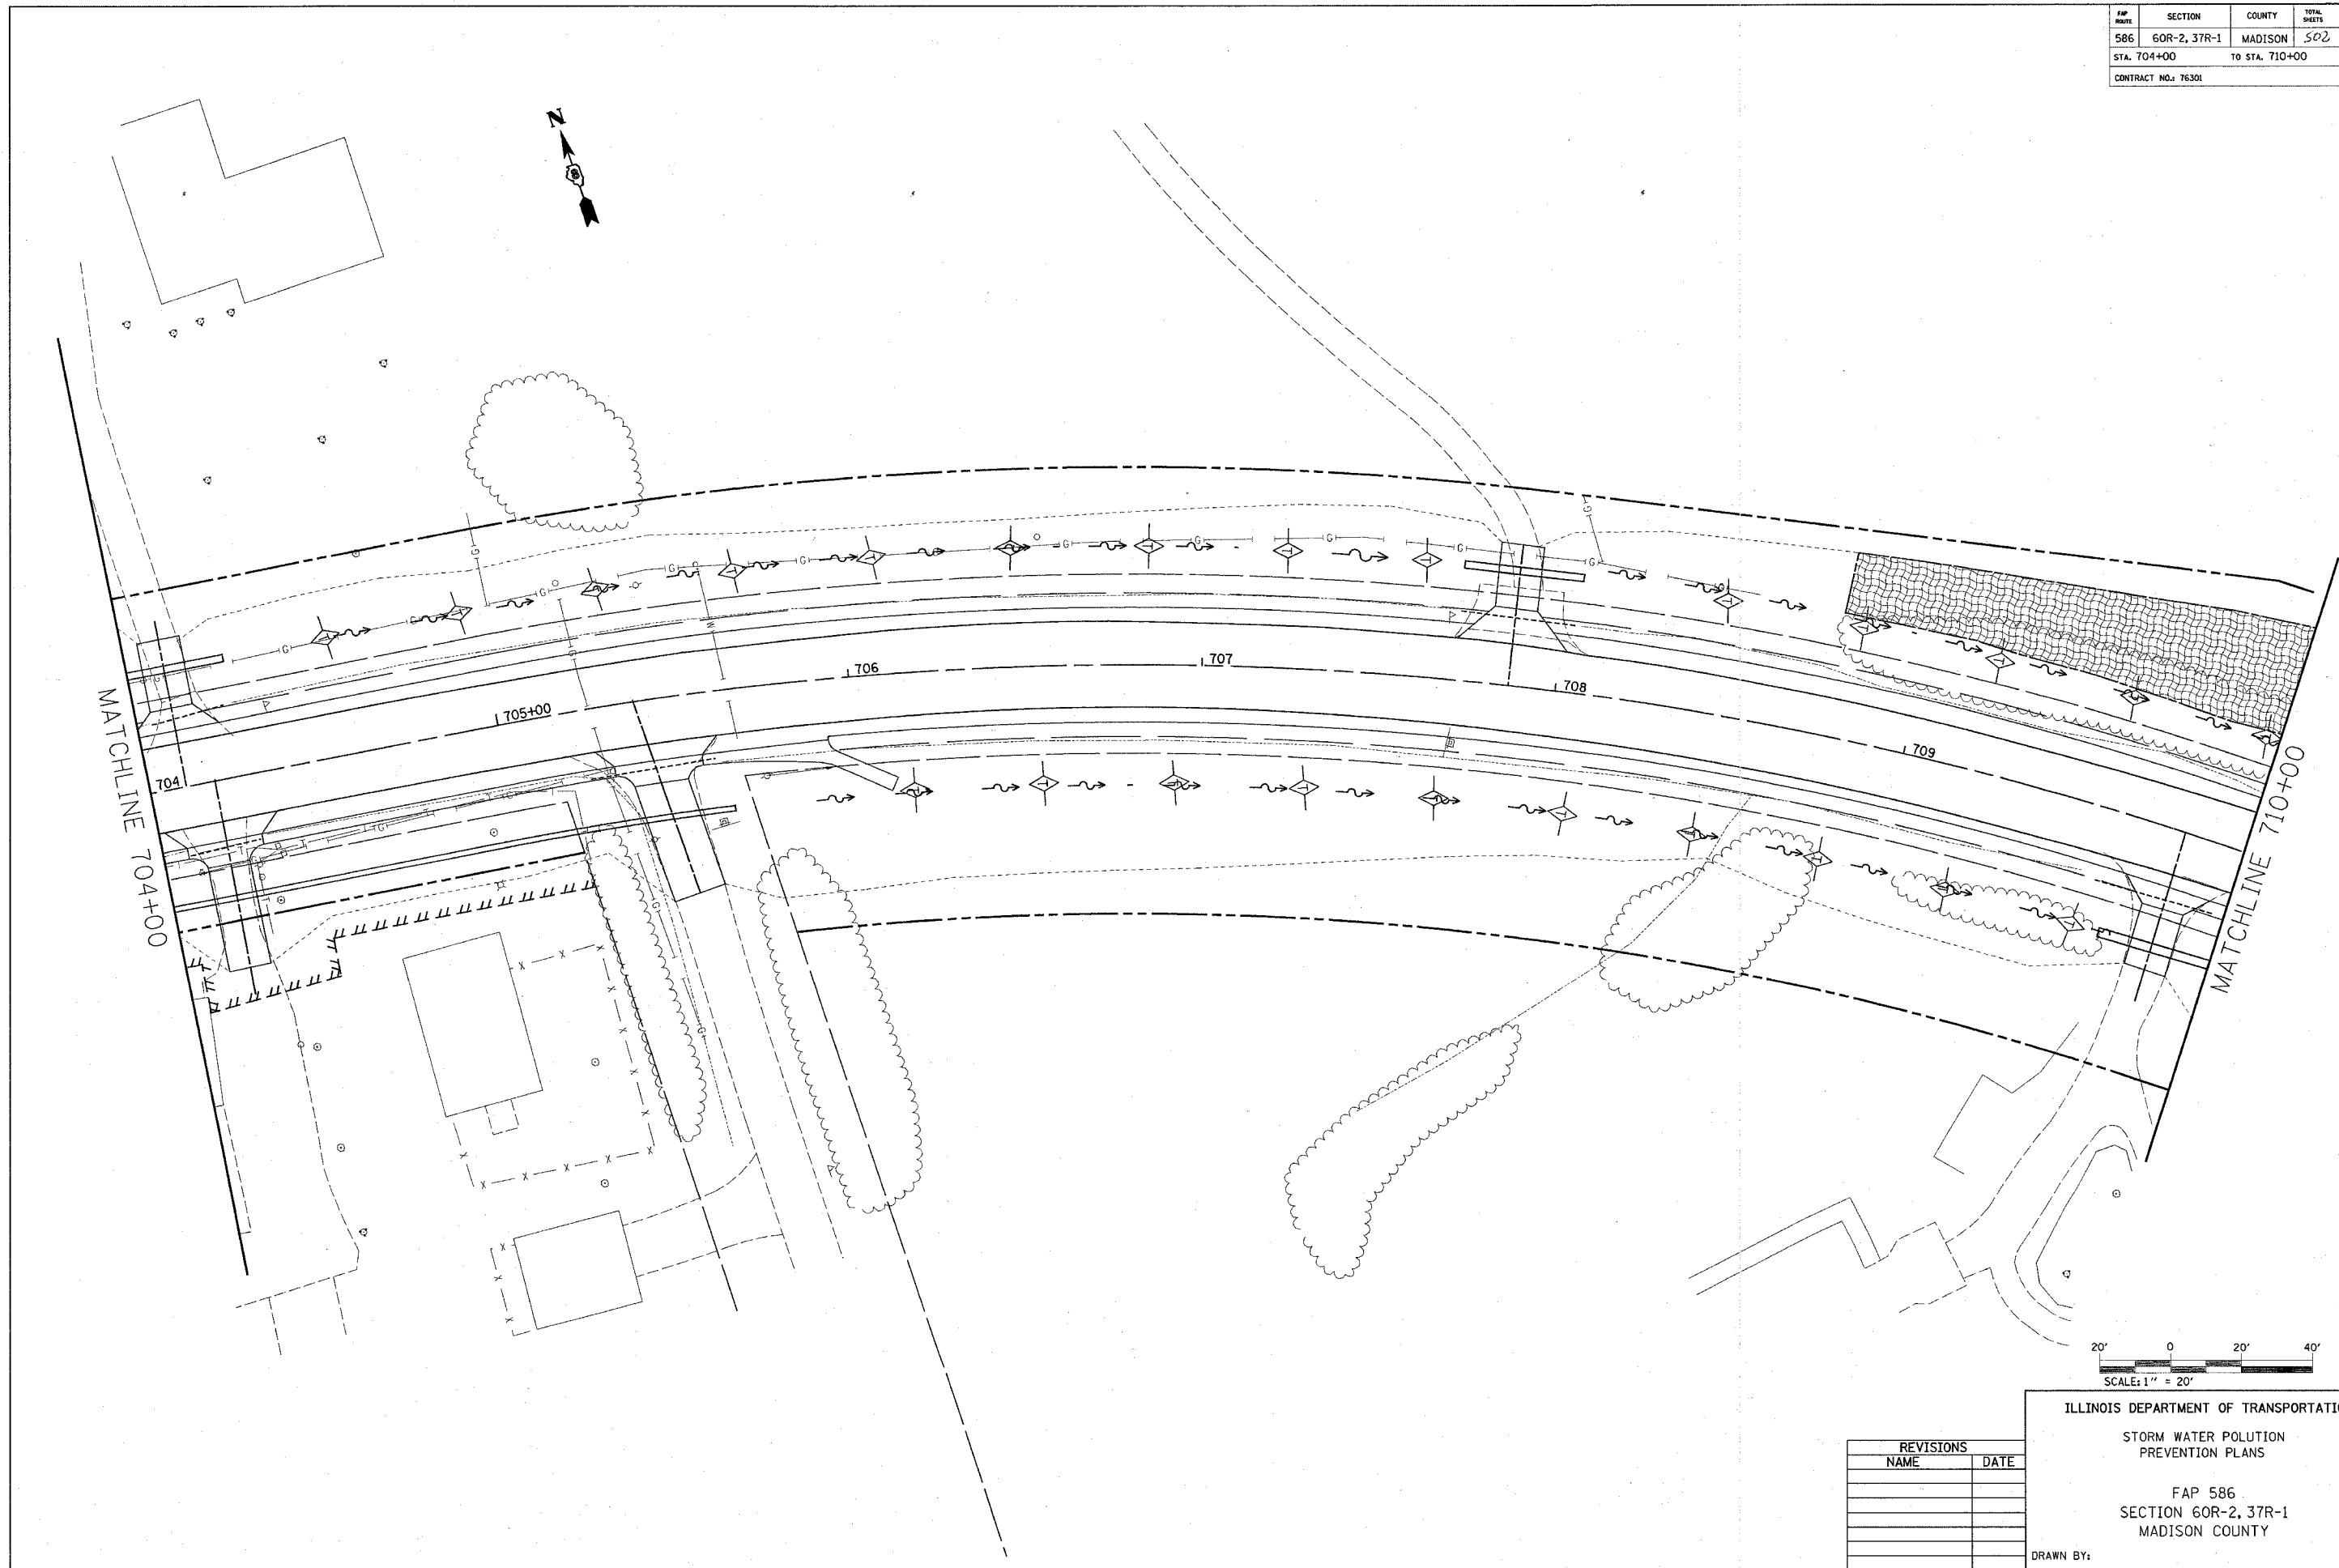 FAP ROUTE SECTION COUNTY TOTAL SHEETS
586 60R-2, 37R-1 MADISON 502
STA. 704+00 TO STA. 710+00
CONTRACT NO.: 76301
N
MATCHLINE 704+00
704
705+00
706
707
708
709
MATCHLINE 710+00
20' 0 20' 40'
SCALE: 1" = 20'
ILLINOIS DEPARTMENT OF TRANSPORTATI
STORM WATER POLUTION
PREVENTION PLANS
FAP 586
SECTION 60R-2, 37R-1
MADISON COUNTY
DRAWN BY:
REVISIONS
NAME DATE